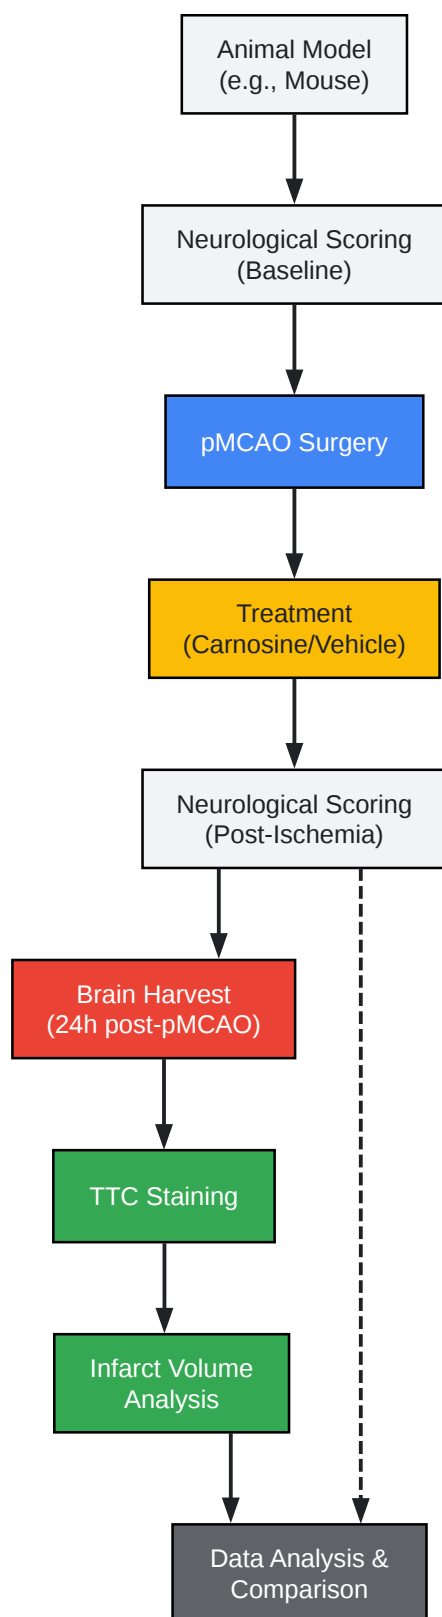 Animal Model
(e.g., Mouse)
Neurological Scoring
(Baseline)
pMCAO Surgery
Treatment
(Carnosine/Vehicle)
Neurological Scoring
(Post-Ischemia)
Brain Harvest
(24h post-pMCAO)
TTC Staining
Infarct Volume
Analysis
Data Analysis &
Comparison